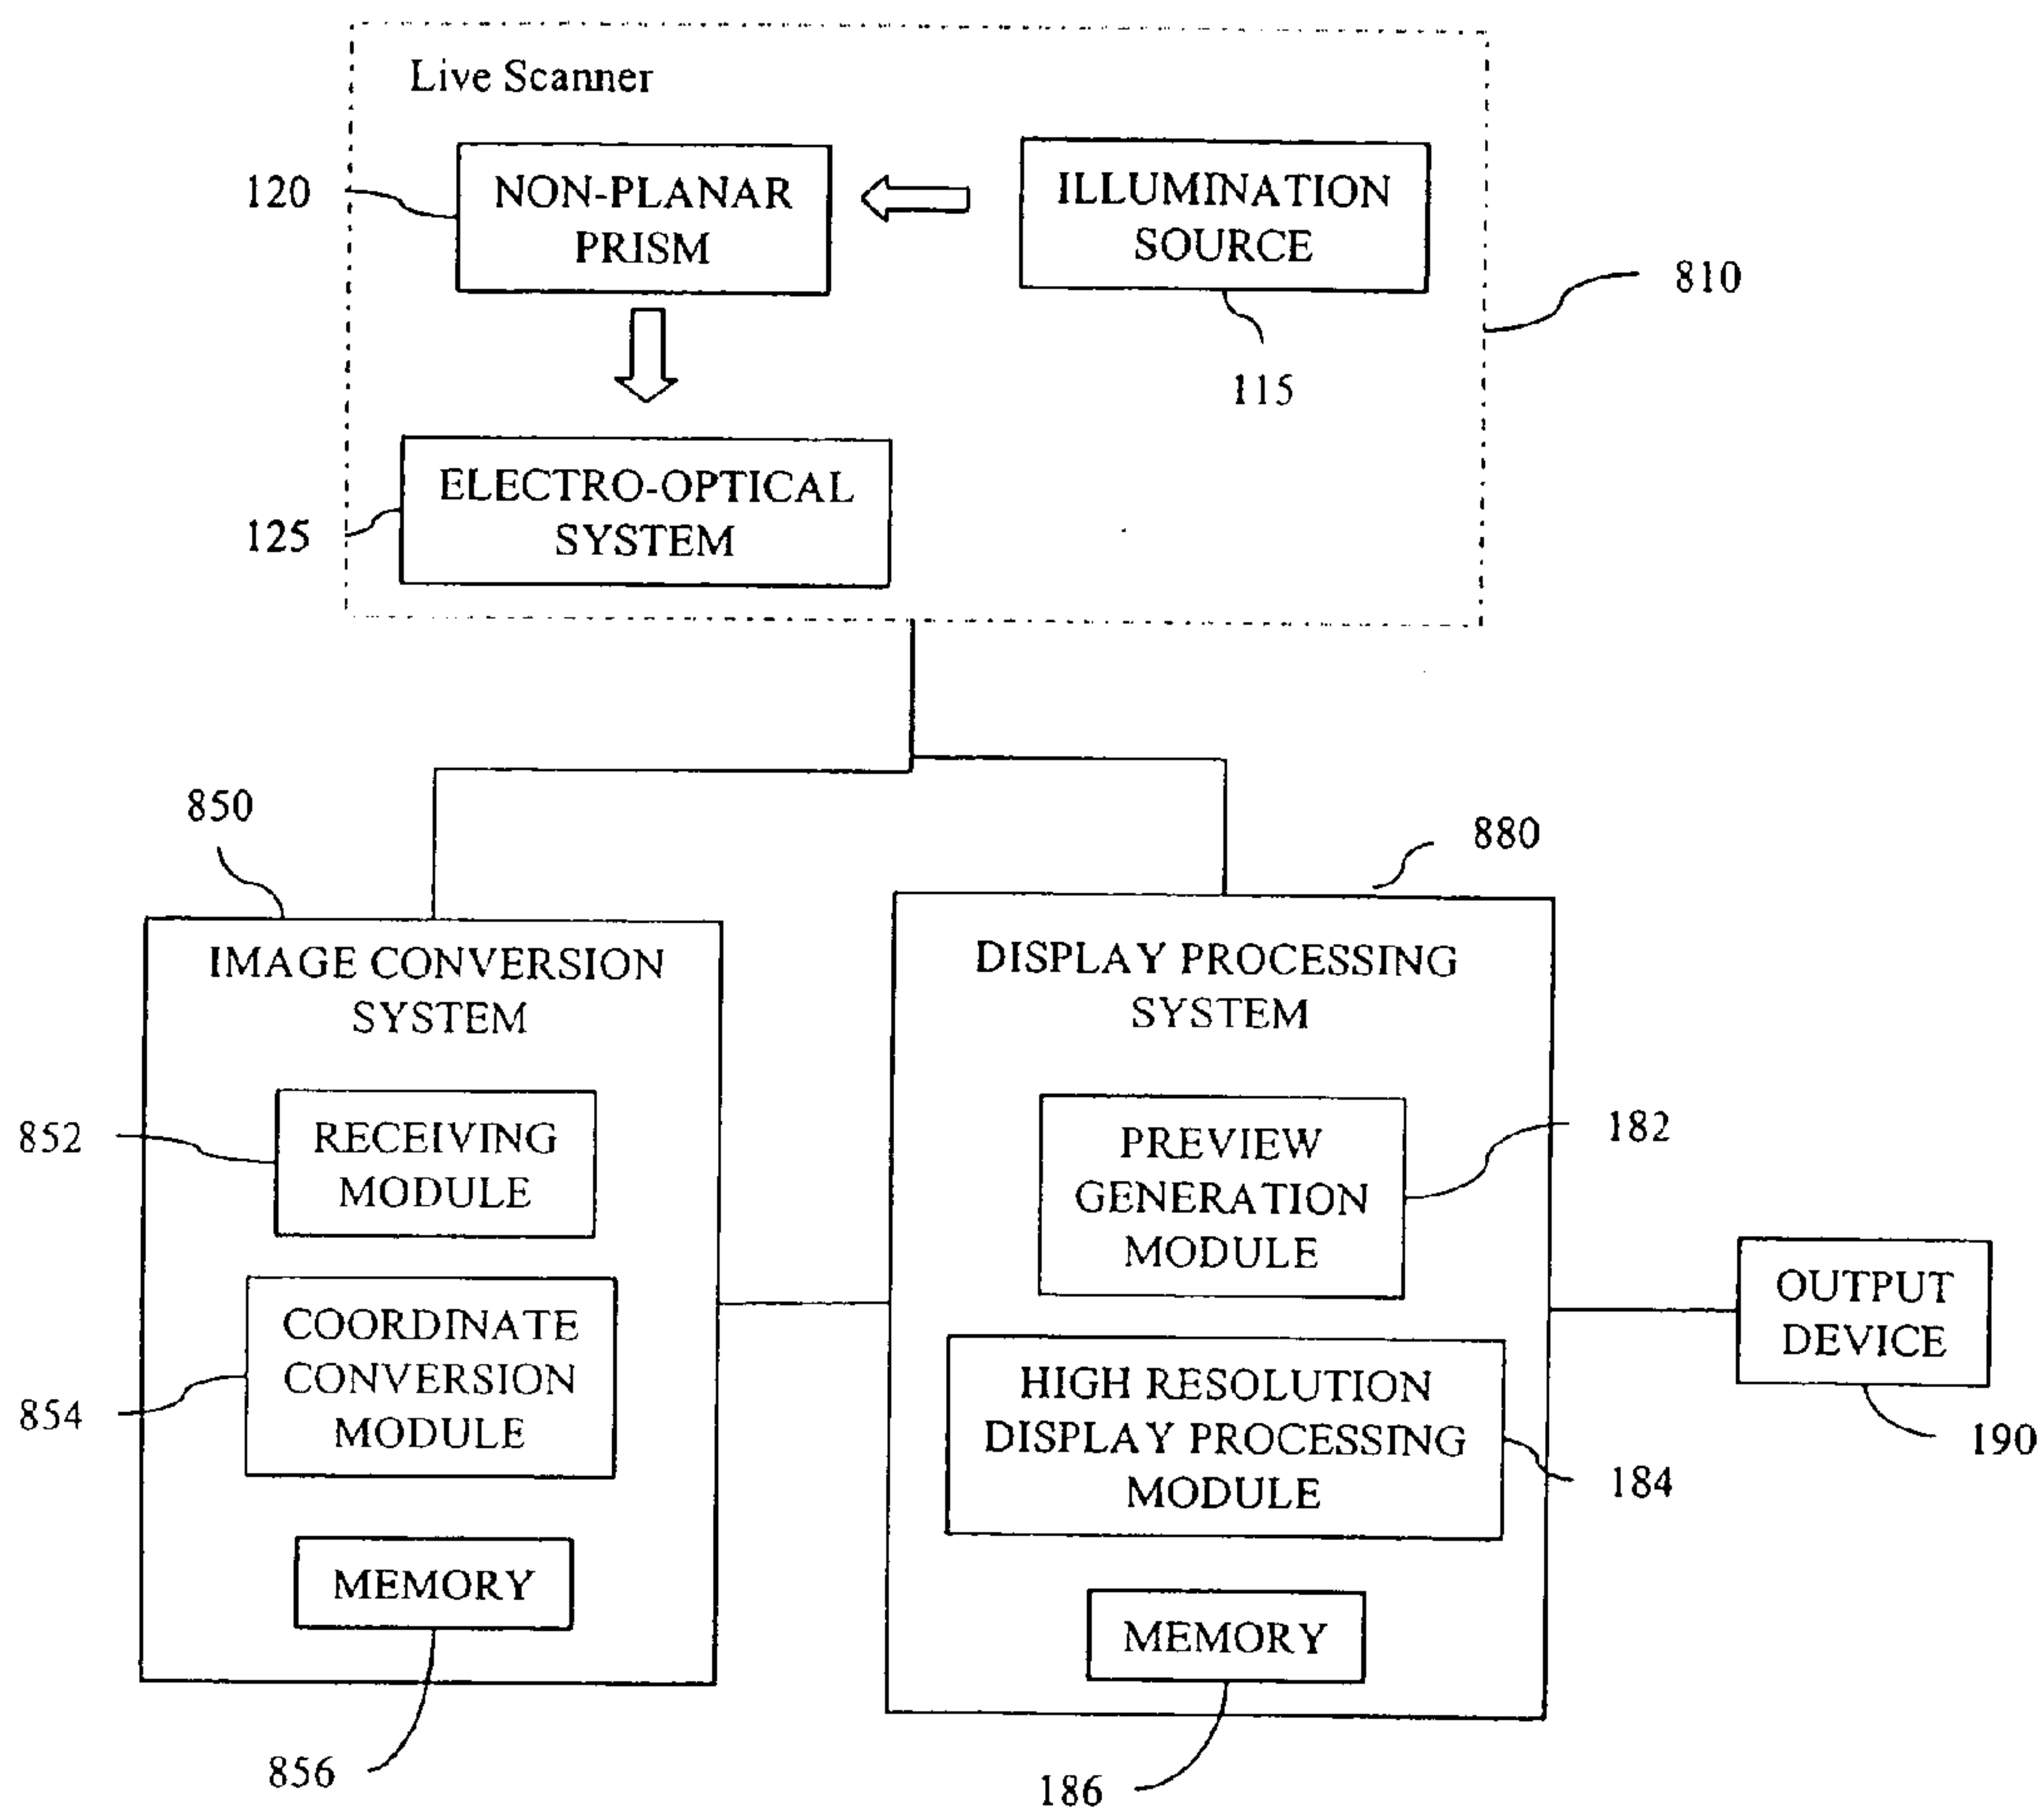 Live Scanner
120
NON-PLANAR
PRISM
ILLUMINATION
SOURCE
810
115
125
ELECTRO-OPTICAL
SYSTEM
850
880
IMAGE CONVERSION
SYSTEM
DISPLAY PROCESSING
SYSTEM
852
RECEIVING
MODULE
PREVIEW
GENERATION
MODULE
182
854
COORDINATE
CONVERSION
MODULE
HIGH RESOLUTION
DISPLAY PROCESSING
MODULE
184
OUTPUT
DEVICE
190
MEMORY
MEMORY
856
186